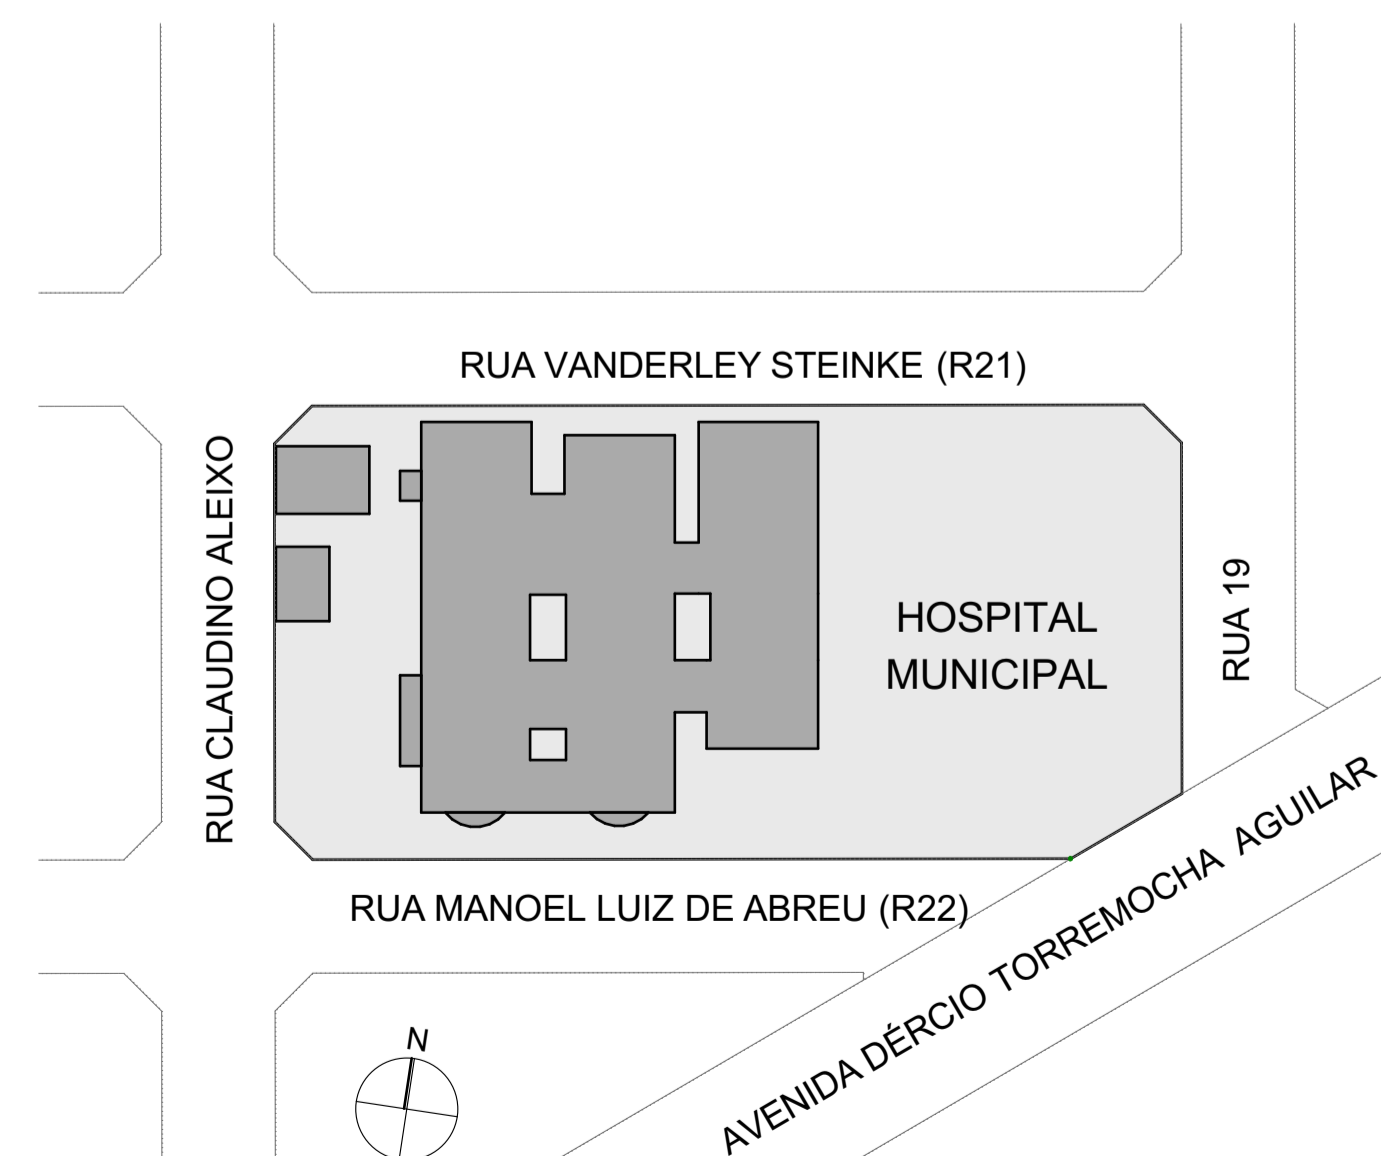 RUA VANDERLEY STEINKE (R21)
RUA CLAUDINO ALEIXO
HOSPITAL
MUNICIPAL
RUA 19
RUA MANOEL LUIZ DE ABREU (R22)
AVENIDA DÉRCIO TORREMOCHA AGUILAR
N